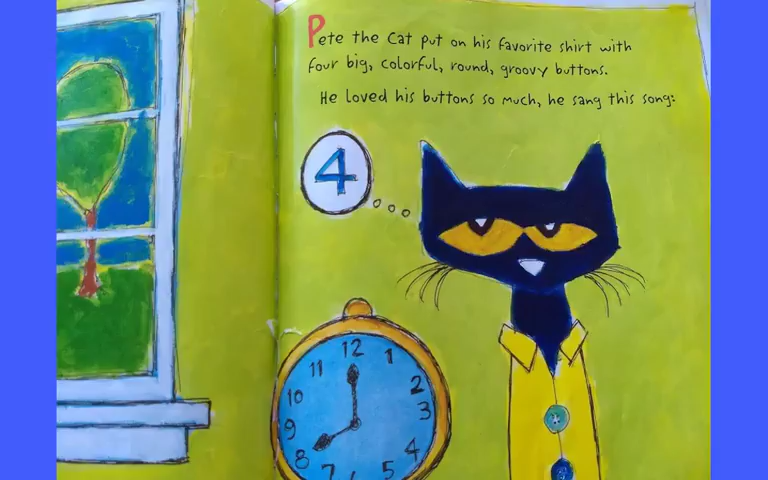 Pete the Cat put on his favorite shirt with
four big, colorful, round, groovy buttons.
He loved his buttons so much, he sang this song:
4
12
11 1
10 2
9 3
8 4
7 5